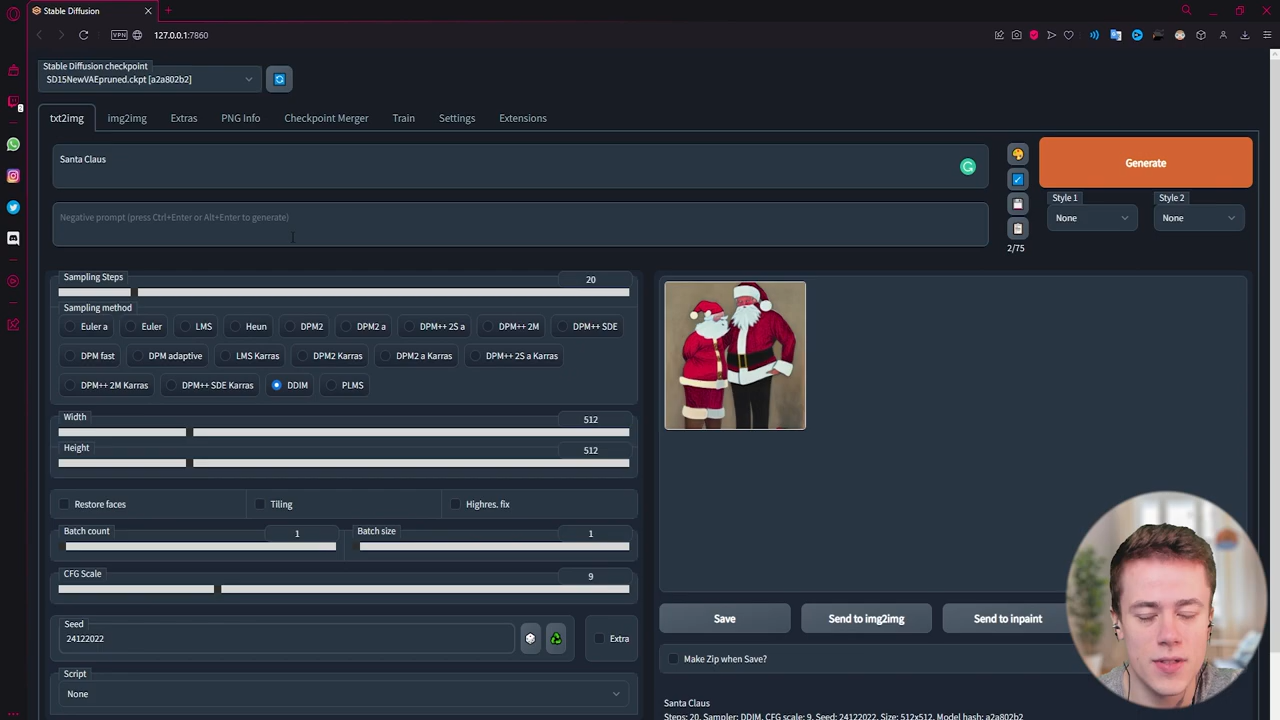 Stable Diffusion
VPN
127.0.0.1:7860
2
Stable Diffusion checkpoint
SD15NewVAEpruned.ckpt [a2a802b2]
txt2img
img2img
Extras
PNG Info
Checkpoint Merger
Train
Settings
Extensions
Santa Claus
Generate
Style 1
Style 2
None
None
Negative prompt (press Ctrl+Enter or Alt+Enter to generate)
2/75
Sampling Steps
20
Sampling method
Euler a
Euler
LMS
Heun
DPM2
DPM2 a
DPM++ 2S a
DPM++ 2M
DPM++ SDE
DPM fast
DPM adaptive
LMS Karras
DPM2 Karras
DPM2 a Karras
DPM++ 2S a Karras
DPM++ 2M Karras
DPM++ SDE Karras
DDIM
PLMS
Width
512
Height
512
Restore faces
Tiling
Highres. fix
Batch count
1
Batch size
1
CFG Scale
9
Seed
24122022
Extra
Script
None
Save
Send to img2img
Send to inpaint
Make Zip when Save?
Santa Claus
Steps: 20, Sampler: DDIM, CFG scale: 9, Seed: 24122022, Size: 512x512, Model hash: a2a802b2